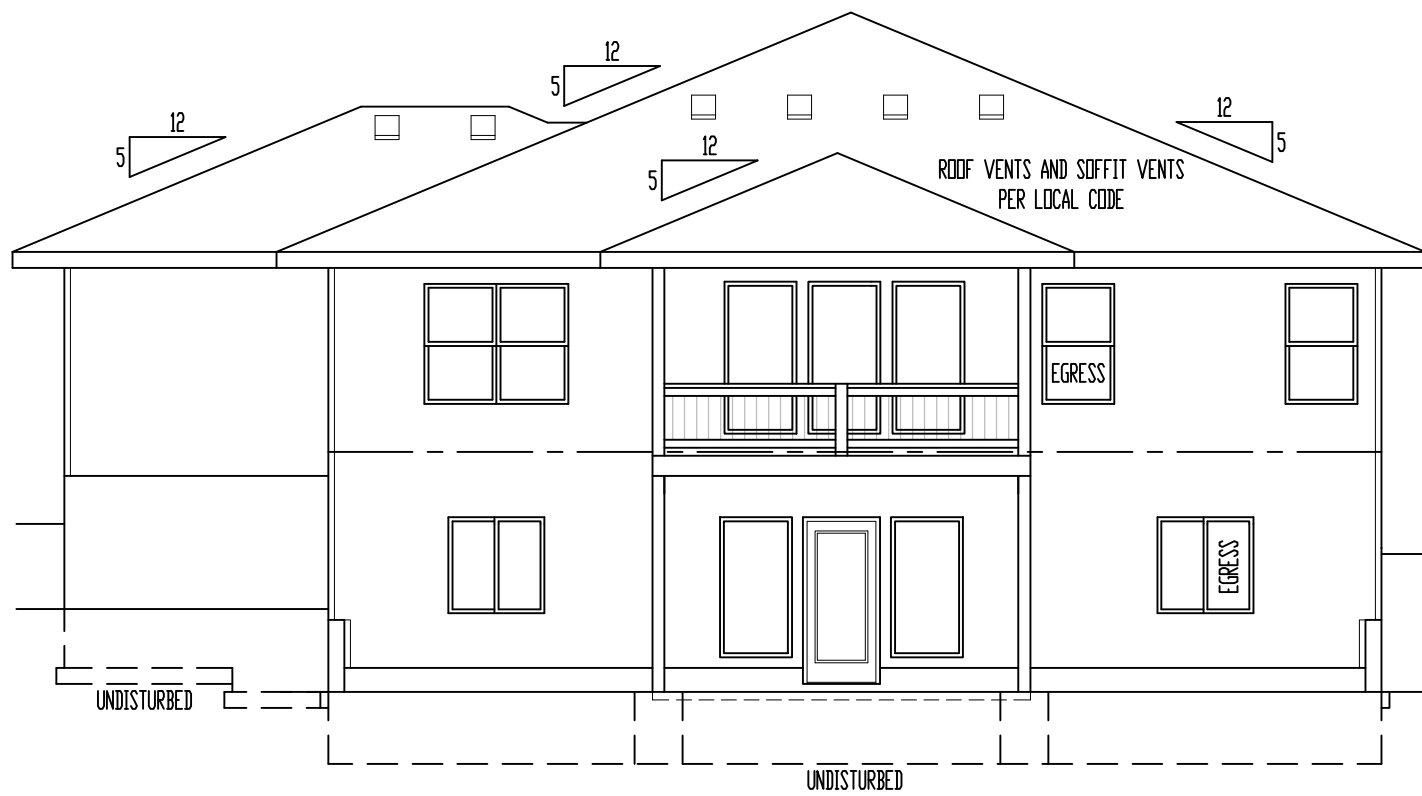 12
5
12
5
12
5
12
5
ROOF VENTS AND SOFFIT VENTS
PER LOCAL CODE
EGRESS
EGRESS
UNDISTURBED
UNDISTURBED